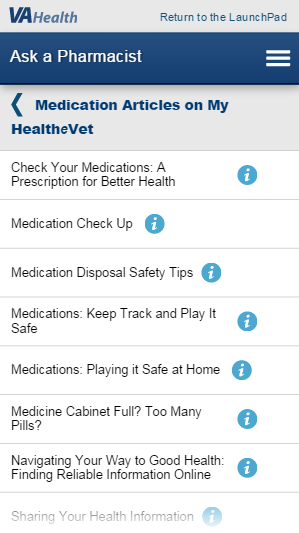 VA Health
Return to the LaunchPad
Ask a Pharmacist
Medication Articles on My
HealtheVet
Check Your Medications: A
Prescription for Better Health
Medication Check Up
Medication Disposal Safety Tips
Medications: Keep Track and Play It
Safe
Medications: Playing it Safe at Home
Medicine Cabinet Full? Too Many
Pills?
Navigating Your Way to Good Health:
Finding Reliable Information Online
Sharing Your Health Information